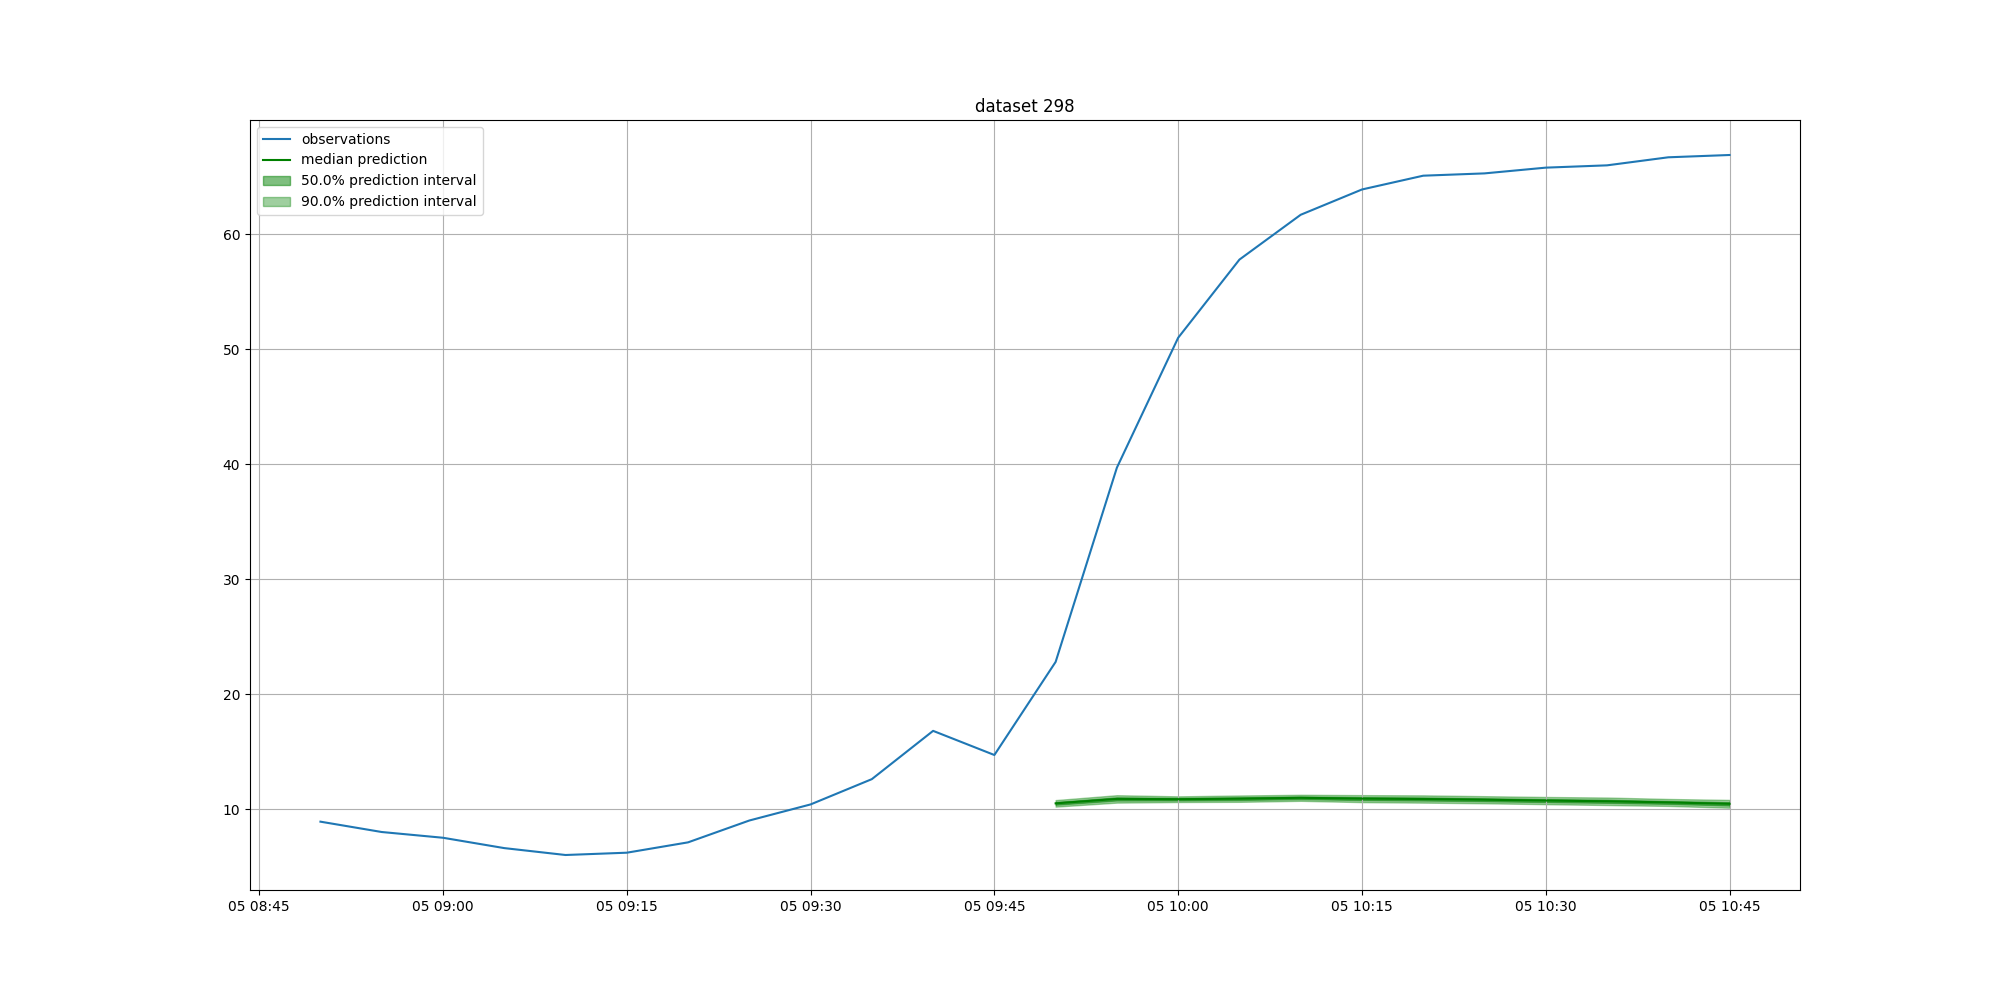 dataset 298
observations
median prediction
50.0% prediction interval
90.0% prediction interval
60
50
40
30
20
10
05 08:45 05 09:00 05 09:15 05 09:30 05 09:45 05 10:00 05 10:15 05 10:30 05 10:45